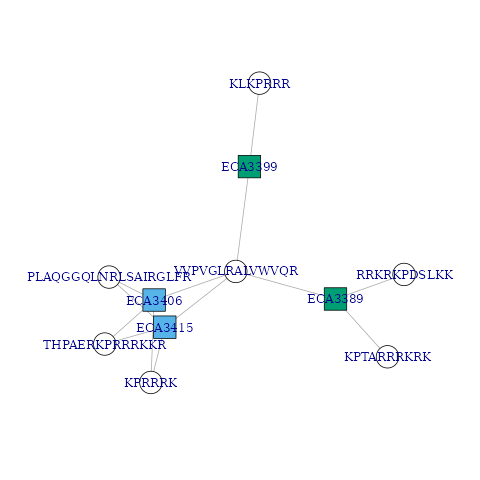 KLKPRRR
ECA3399
VVPVGLRALVWVQR
RRKRKPDSLKK
PLAQGGQLNRLSAIRGLFR
ECA3406
ECA3389
ECA3415
THPAERKPRRRKKR
KPTARRRKRK
KPRRRK